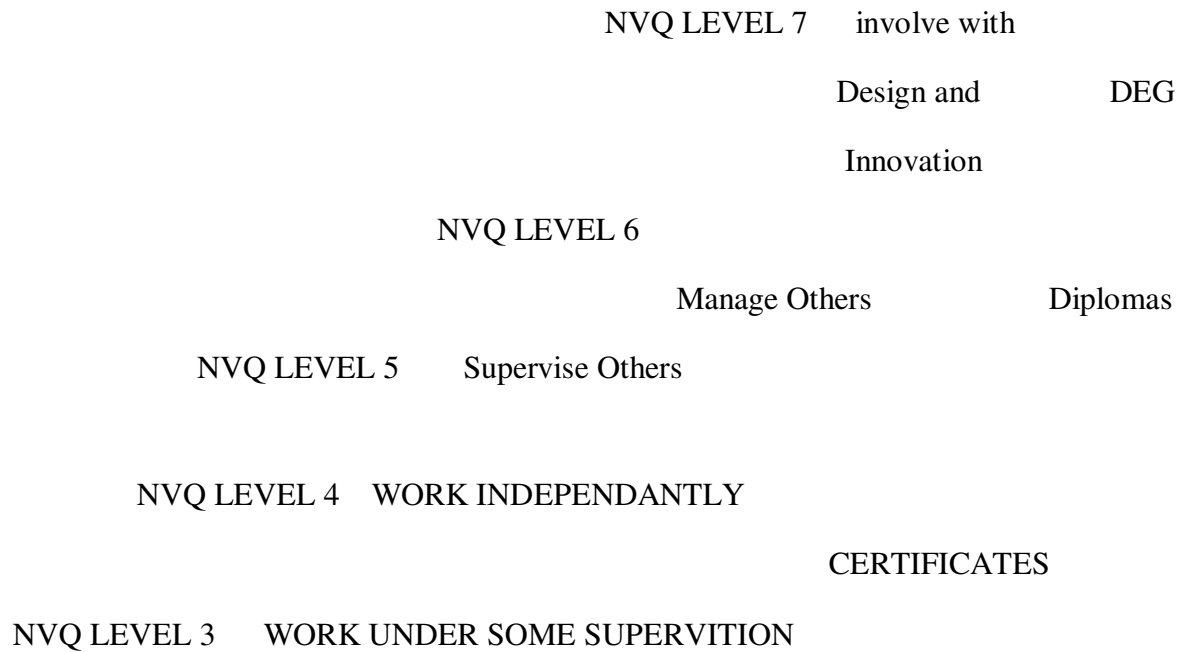 NVQ LEVEL 7 involve with
Design and DEG
Innovation
NVQ LEVEL 6
Manage Others Diplomas
NVQ LEVEL 5 Supervise Others
NVQ LEVEL 4 WORK INDEPENDANTLY
CERTIFICATES
NVQ LEVEL 3 WORK UNDER SOME SUPERVITION